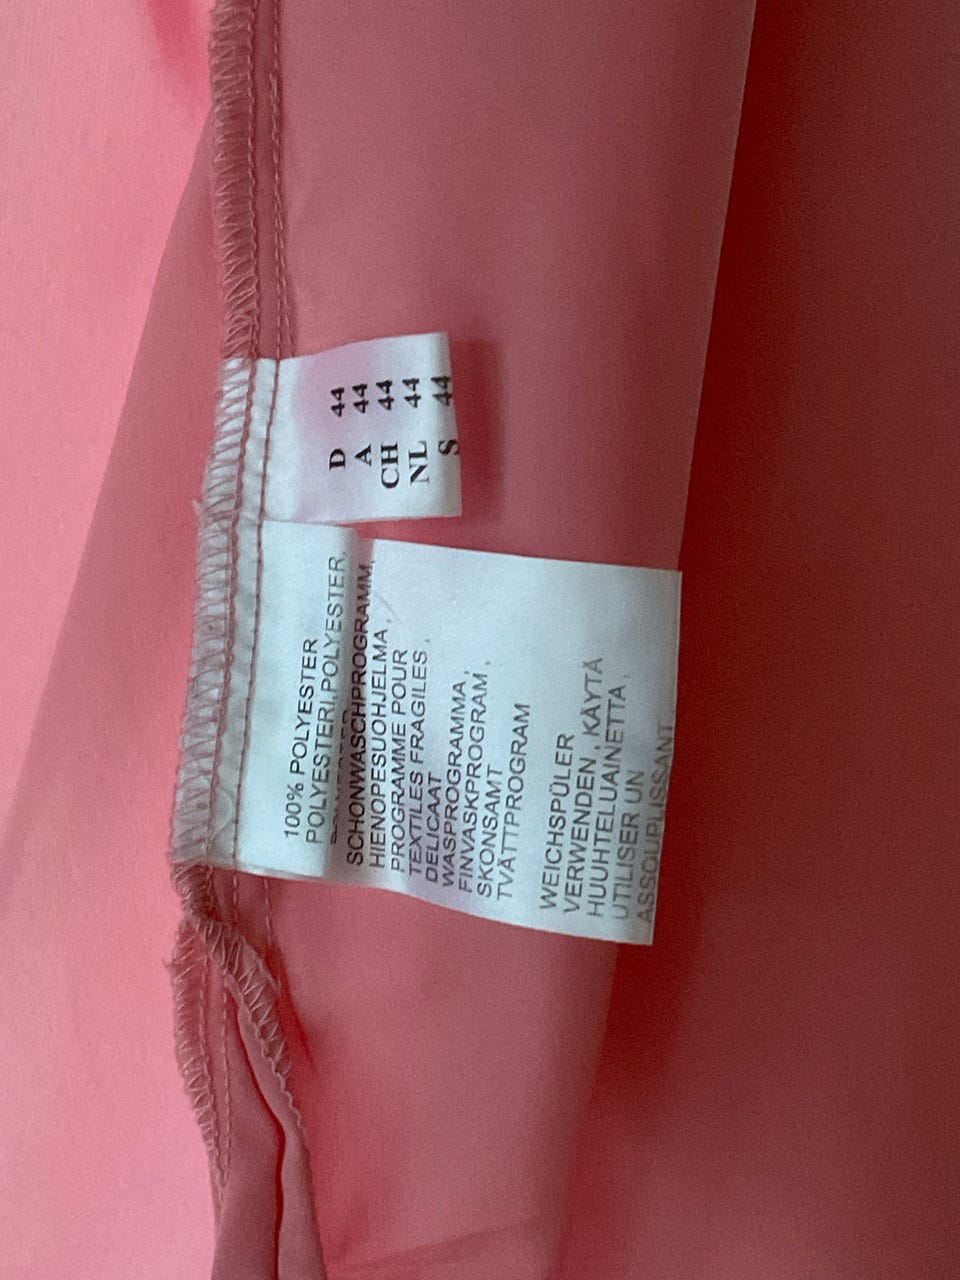 D 44
A 44
CH 44
NL 44
S 44
100% POLYESTER
POLYESTERI, POLYESTER,
SCHONWASCHPROGRAMM,
HIENOPESUOHJELMA ,
PROGRAMME POUR
TEXTILES FRAGILES ,
DELICAAT
WASPROGRAMMA,
FINVASKPROGRAM ,
SKONSAMT
TVÄTTPROGRAM
WEICHSPÜLER
VERWENDEN , KÄYTÄ
HUUHTELUAINETTA ,
UTILISER UN
ASSOUPLISSANT